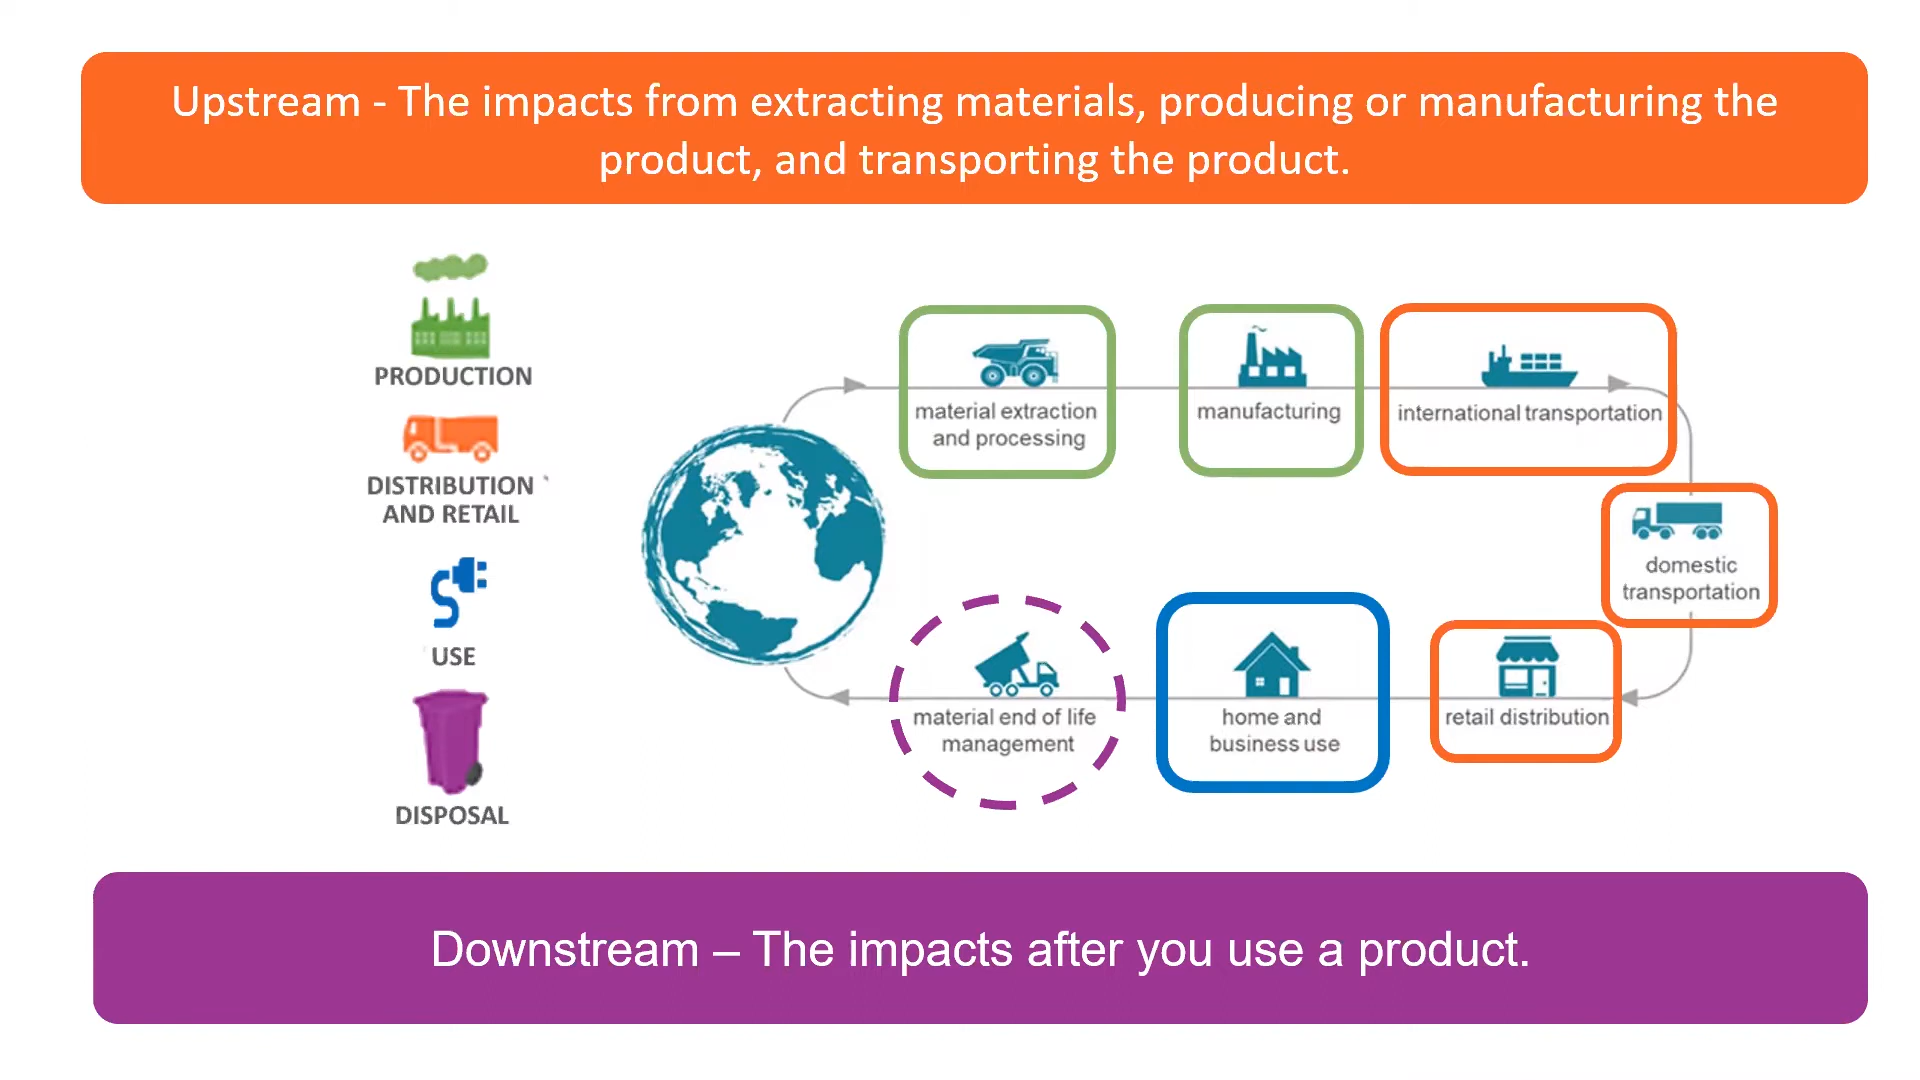 Upstream - The impacts from extracting materials, producing or manufacturing the
product, and transporting the product.
PRODUCTION
DISTRIBUTION
AND RETAIL
USE
DISPOSAL
material extraction
and processing
manufacturing
international transportation
domestic
transportation
retail distribution
home and
business use
material end of life
management
Downstream – The impacts after you use a product.